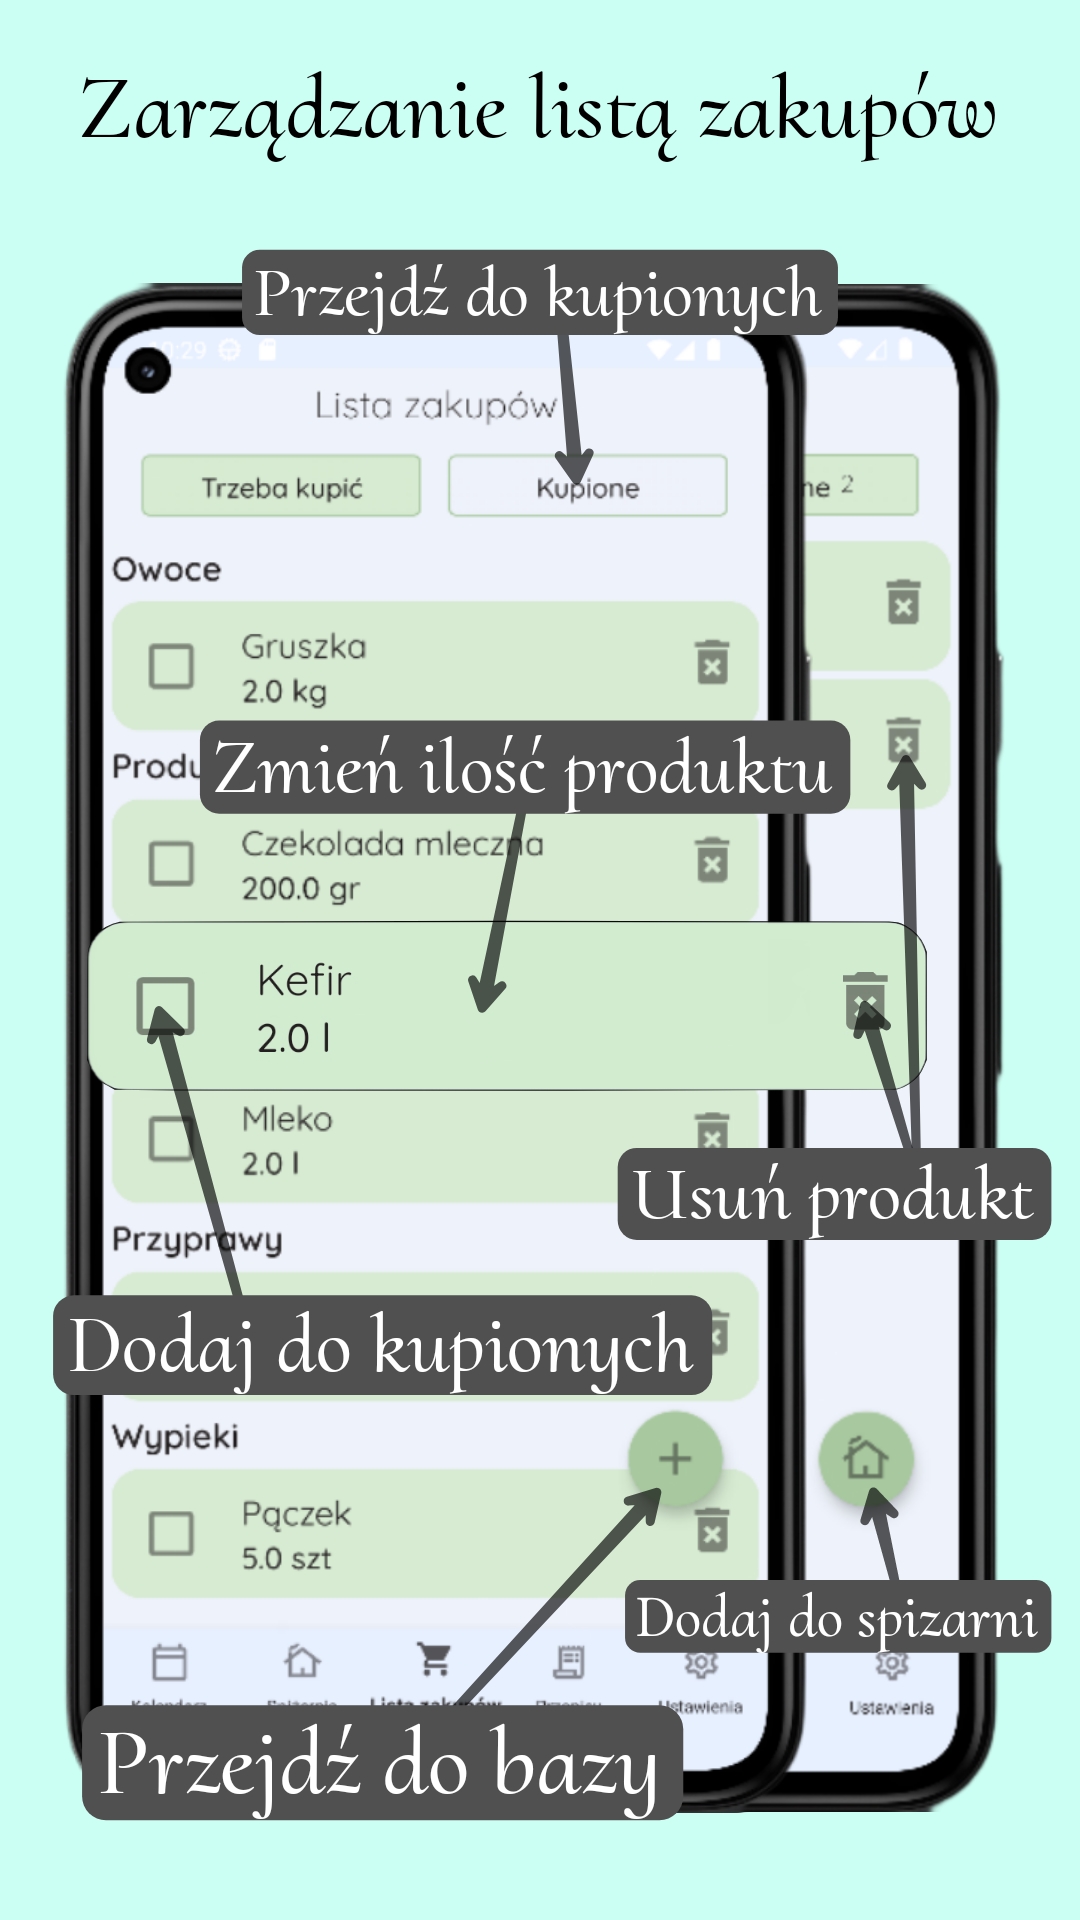 Zarządzanie listą zakupów
Przejdź do kupionych
:29
Lista zakupów
Trzeba kupić
Kupione
ne 2
Owoce
Gruszka
2.0 kg
Zmień ilość produktu
Produ
Czekolada mleczna
200.0 gr
Kefir
2.0 l
Mleko
2.0 l
Usuń produkt
Przyprawy
Dodaj do kupionych
Wypieki
Pączek
5.0 szt
Dodaj do spizarni
Lista zakupów
Ustawienia
Ustawienia
Przejdź do bazy